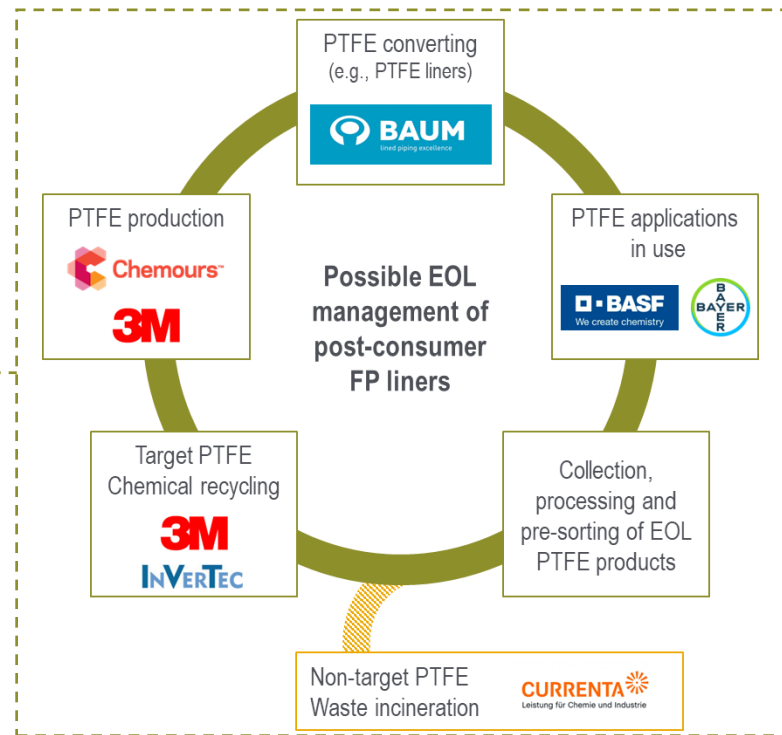 PTFE converting
(e.g., PTFE liners)
BAUM
lined piping excellence
PTFE production
Chemours™
3M
PTFE applications
in use
BASF
We create chemistry
BAYER
BAYER
Possible EOL
management of
post-consumer
FP liners
Target PTFE
Chemical recycling
3M
INVERTEC
Collection,
processing and
pre-sorting of EOL
PTFE products
Non-target PTFE
Waste incineration
CURRENTA
Leistung für Chemie und Industrie